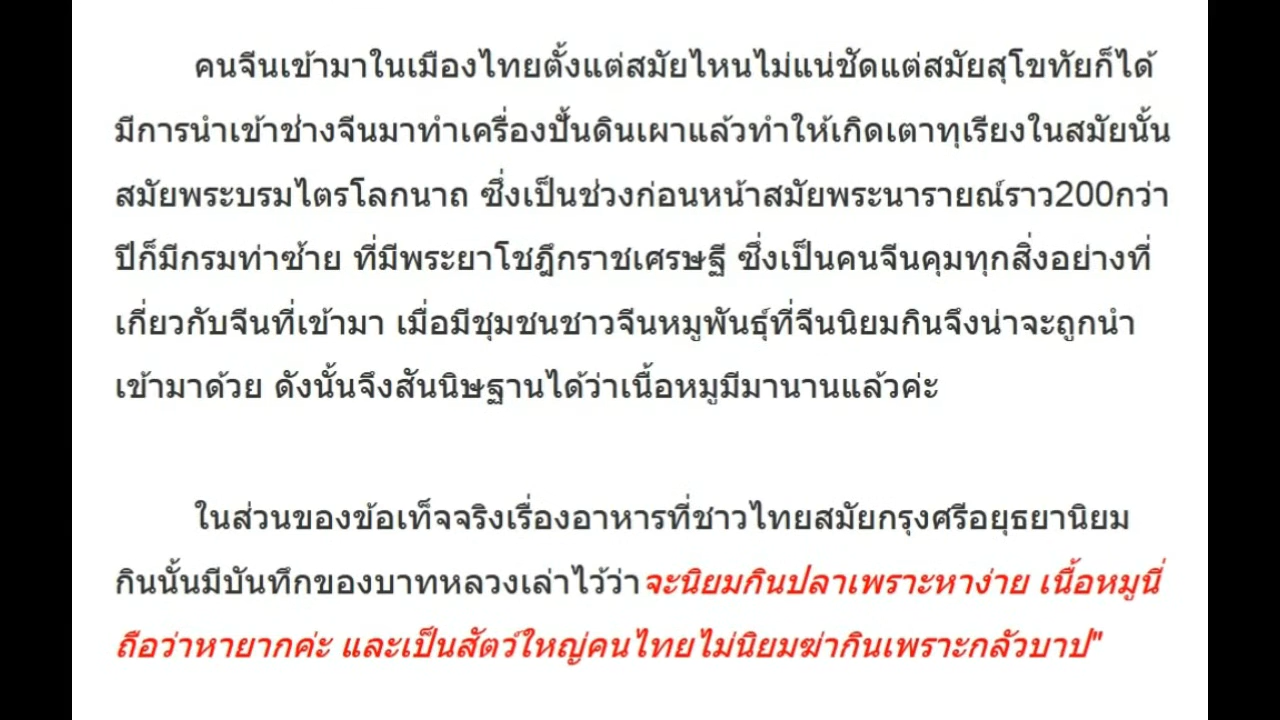 คนจีนเข้ามาในเมืองไทยตั้งแต่สมัยไหนไม่แน่ชัดแต่สมัยสุโขทัยก็ได้
มีการนำเข้าช่างจีนมาทำเครื่องปั้นดินเผาแล้วทำให้เกิดเตาทุเรียงในสมัยนั้น
สมัยพระบรมไตรโลกนาถ ซึ่งเป็นช่วงก่อนหน้าสมัยพระนารายณ์ราว200กว่า
ปีก็มีกรมท่าซ้าย ที่มีพระยาโชฎึกราชเศรษฐี ซึ่งเป็นคนจีนคุมทุกสิ่งอย่างที่
เกี่ยวกับจีนที่เข้ามา เมื่อมีชุมชนชาวจีนหมูพันธุ์ที่จีนนิยมกินจึงน่าจะถูกนำ
เข้ามาด้วย ดังนั้นจึงสันนิษฐานได้ว่าเนื้อหมูมีมานานแล้วค่ะ
ในส่วนของข้อเท็จจริงเรื่องอาหารที่ชาวไทยสมัยกรุงศรีอยุธยานิยม
กินนั้นมีบันทึกของบาทหลวงเล่าไว้ว่าจะนิยมกินปลาเพราะหาง่าย เนื้อหมูนี่
ถือว่าหายากค่ะ และเป็นสัตว์ใหญ่คนไทยไม่นิยมฆ่ากินเพราะกลัวบาป"